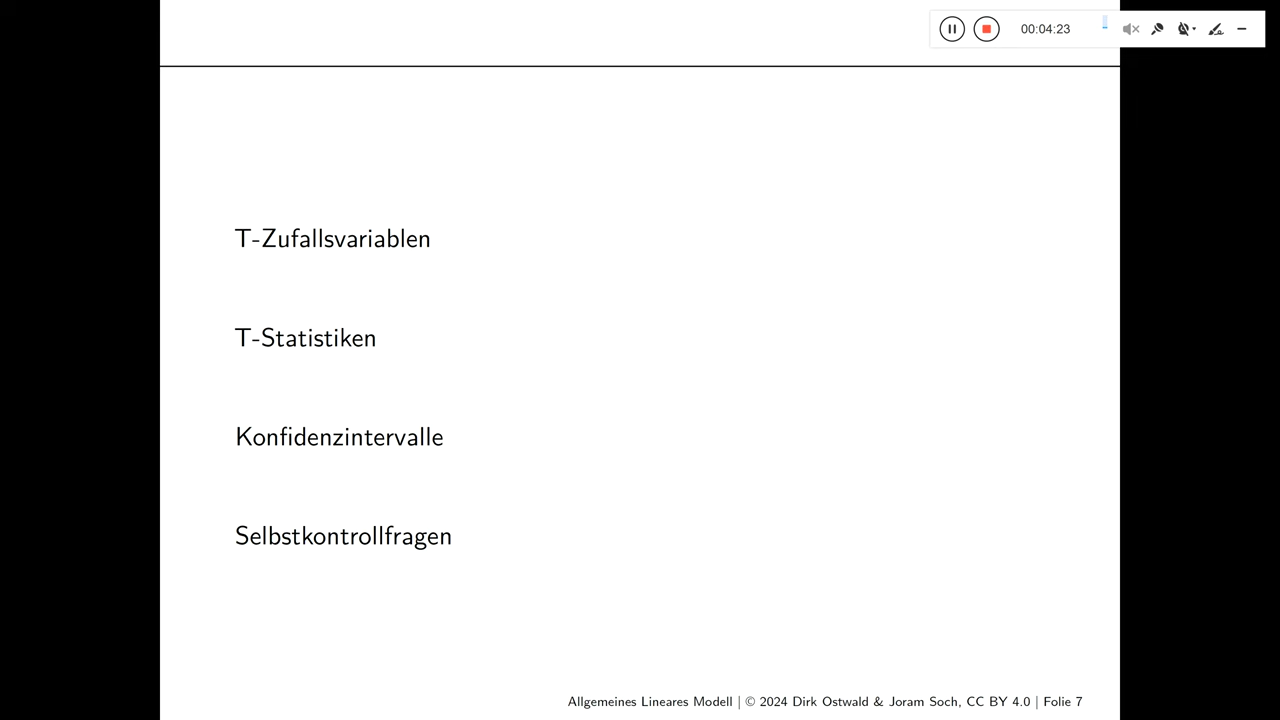 00:04:23
T-Zufallsvariablen
T-Statistiken
Konfidenzintervalle
Selbstkontrollfragen
Allgemeines Lineares Modell | © 2024 Dirk Ostwald & Joram Soch, CC BY 4.0 | Folie 7